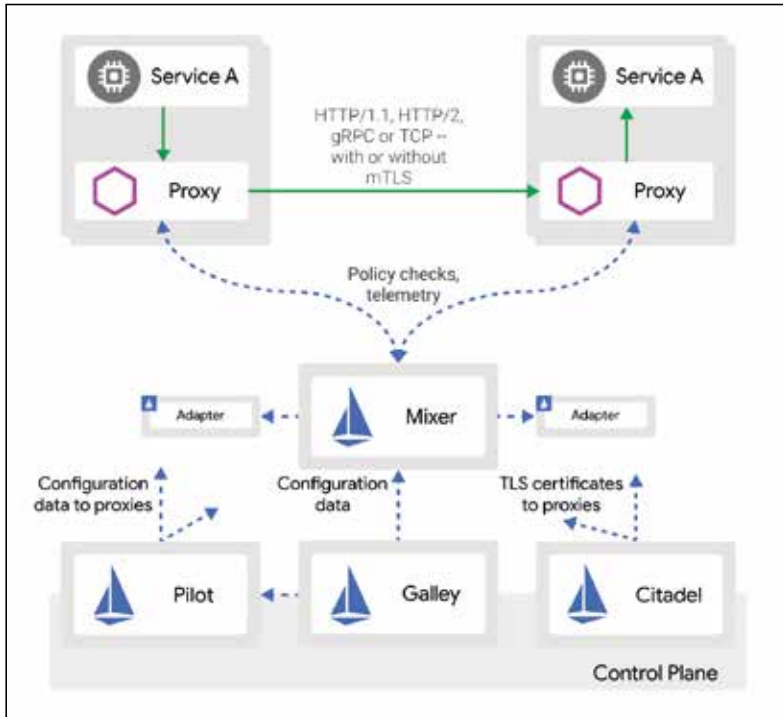 Service A
Service A
HTTP/1.1, HTTP/2,
gRPC or TCP --
with or without
mTLS
Proxy
Proxy
Policy checks,
telemetry
Mixer
Adapter
Adapter
Configuration
data to proxies
Configuration
data
TLS certificates
to proxies
Pilot
Galley
Citadel
Control Plane